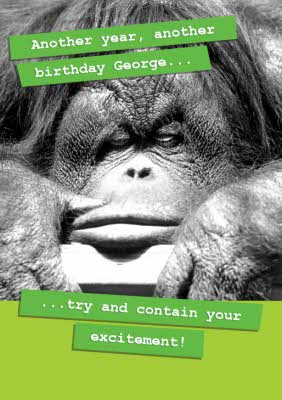 Another year, another
birthday George...
...try and contain your
excitement!